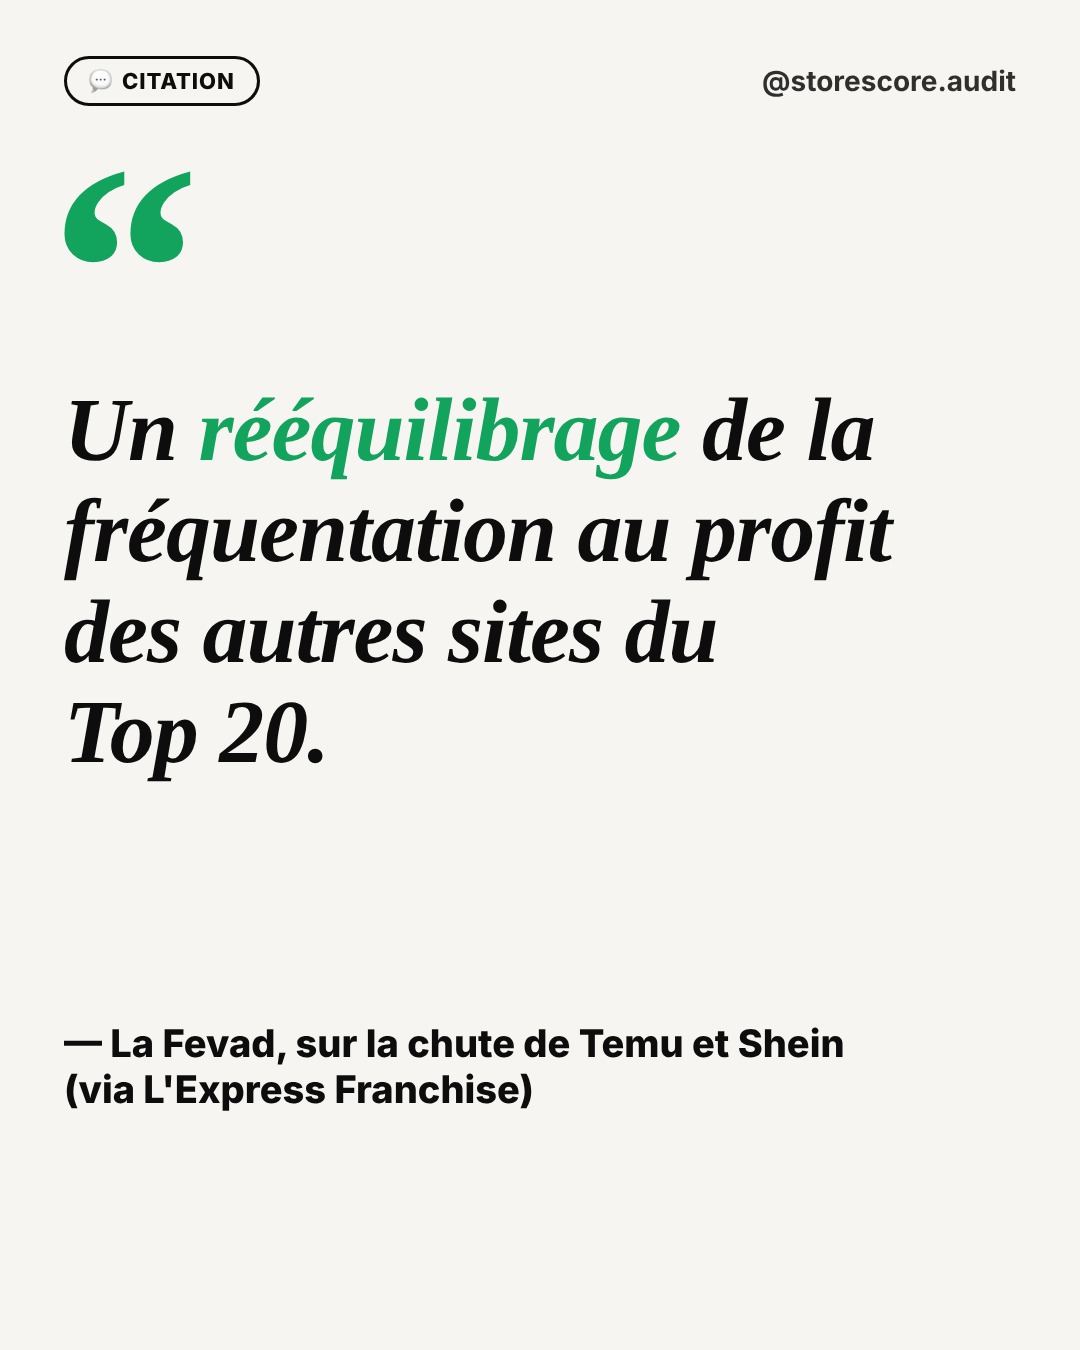 💬 CITATION
@storescore.audit
“
Un rééquilibrage de la
fréquentation au profit
des autres sites du
Top 20.
— La Fevad, sur la chute de Temu et Shein
(via L'Express Franchise)